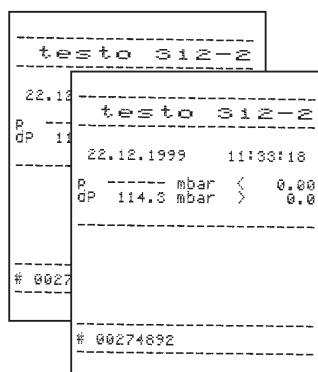 testo 312-2
22.12
p ---
dP 11
# 0027
testo 312-2
22.12.1999 11:33:18
p ------ mbar < 0.00
dP 114.3 mbar > 0.0
# 00274892